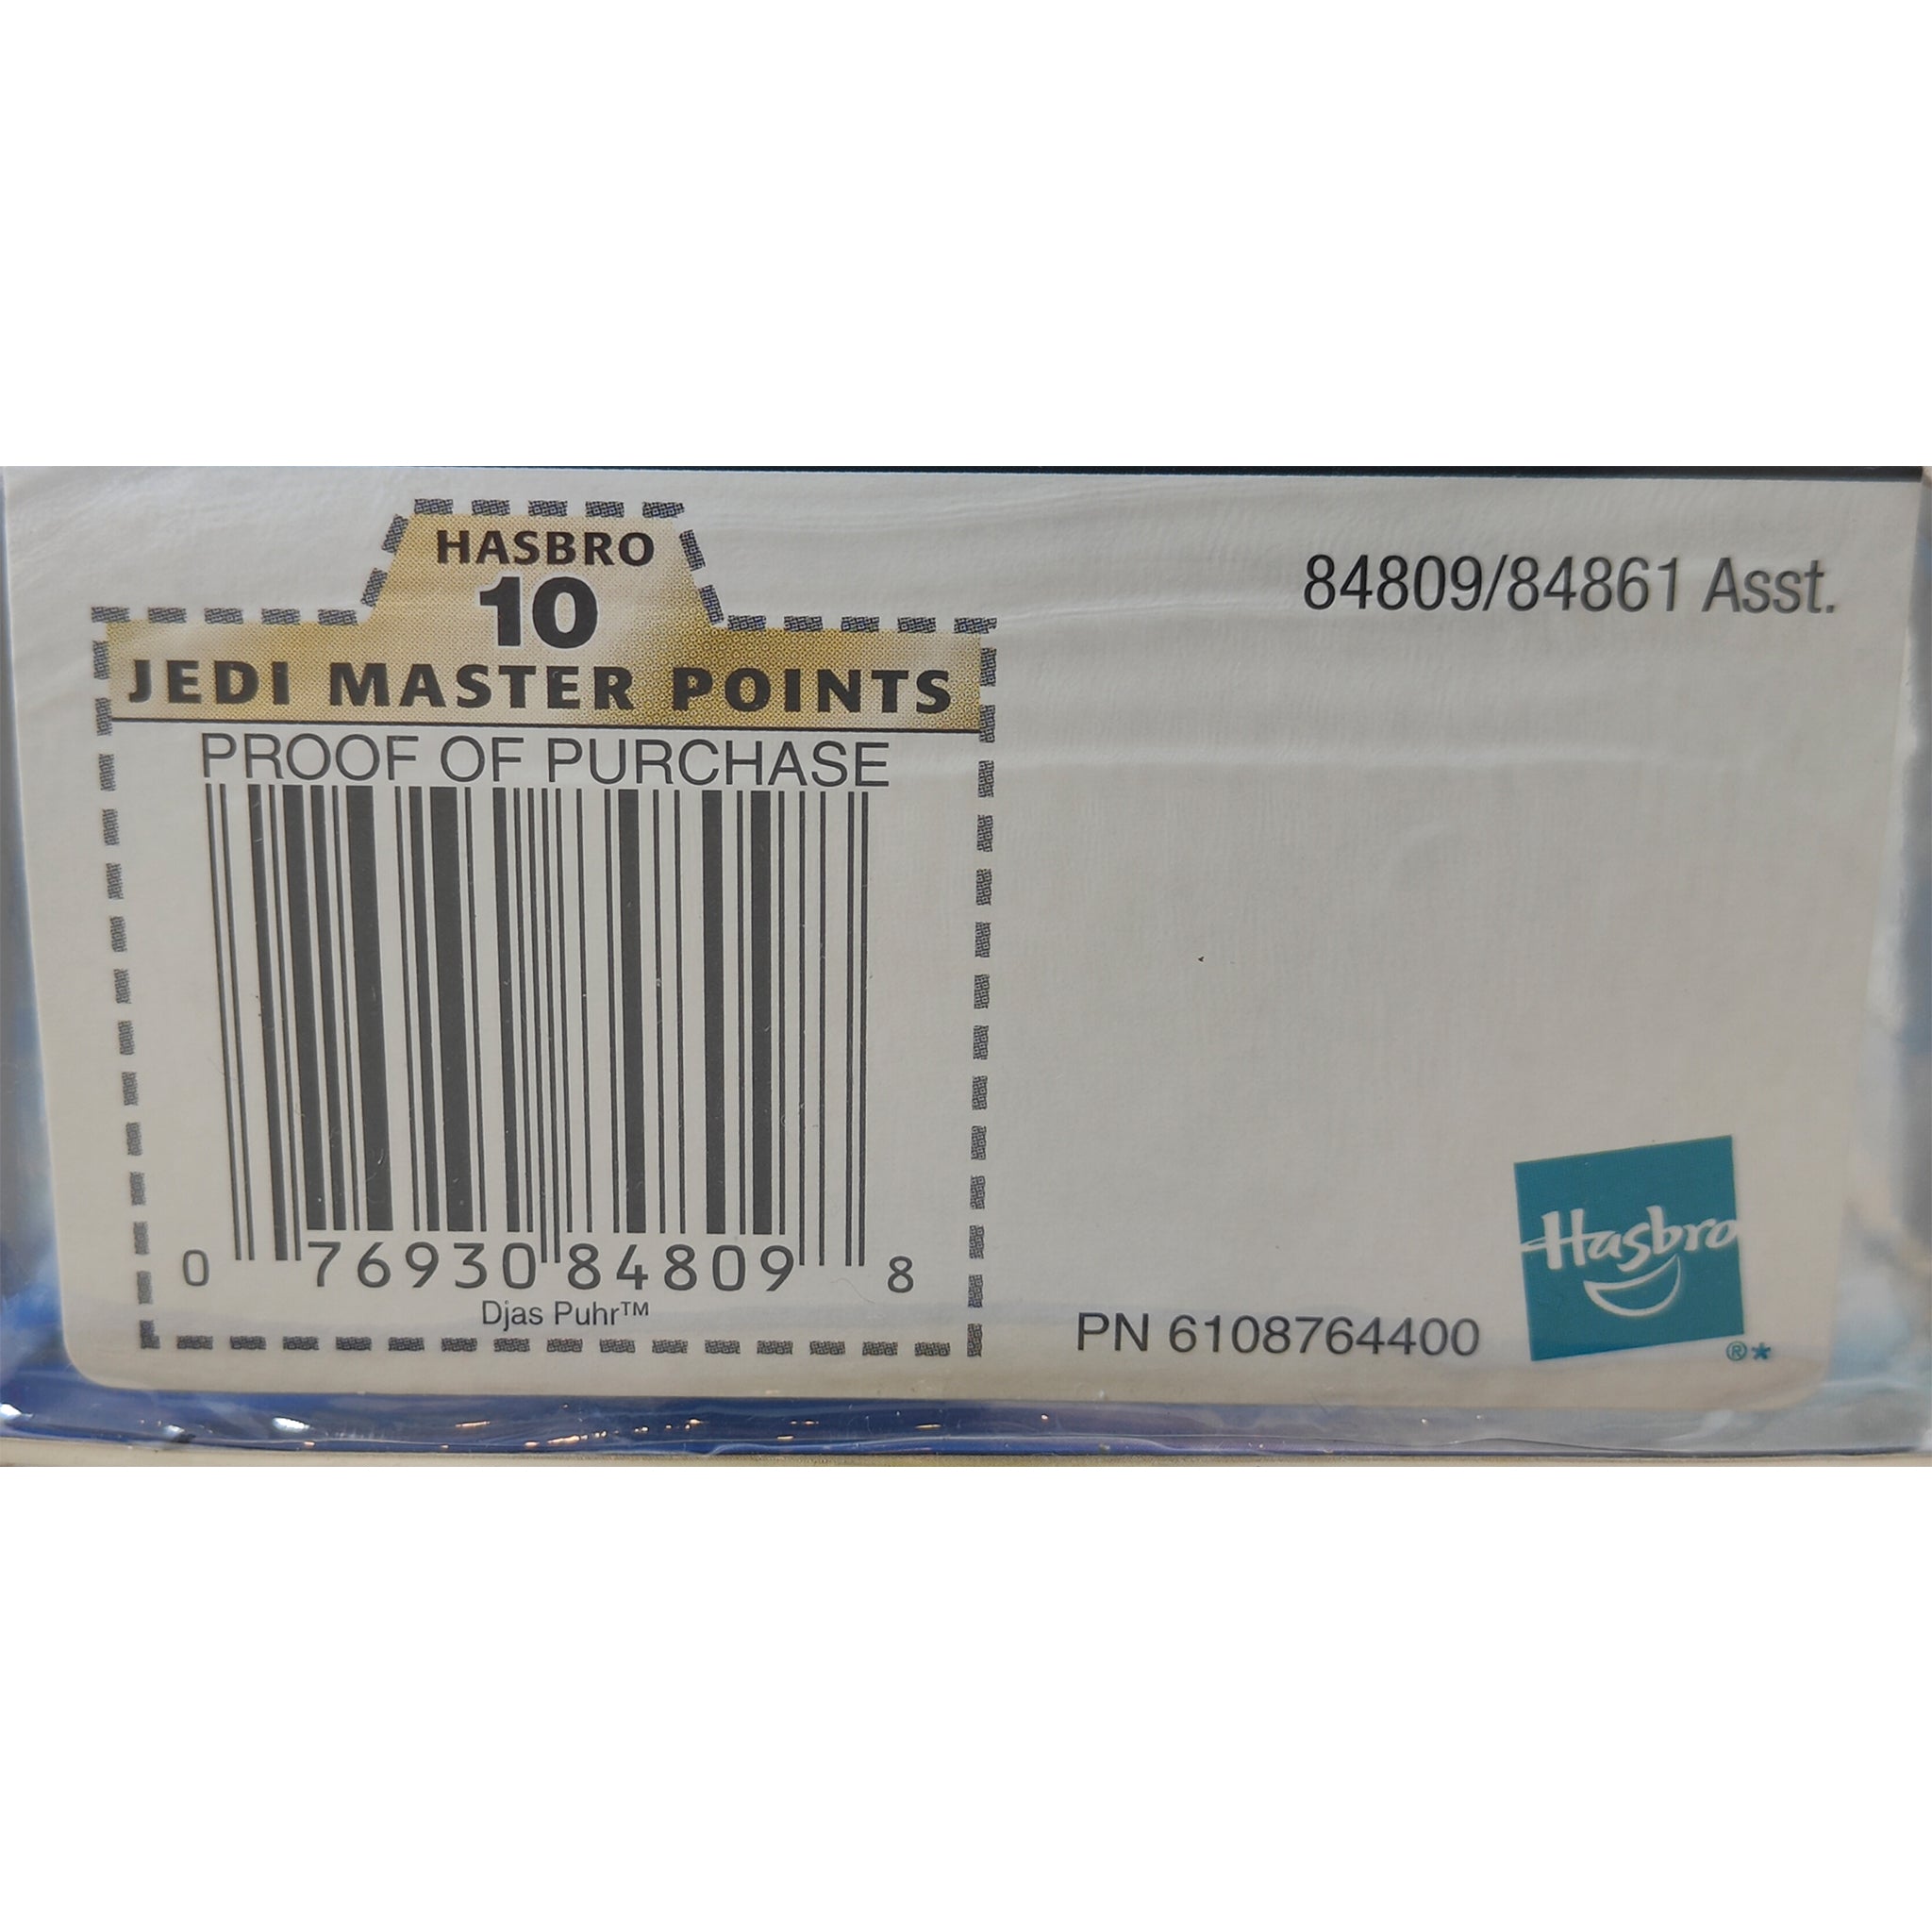 HASBRO
10
JEDI MASTER POINTS
PROOF OF PURCHASE
0 76930 84809 8
Djas Puhr™
84809/84861 Asst.
PN 6108764400
Hasbro
®*